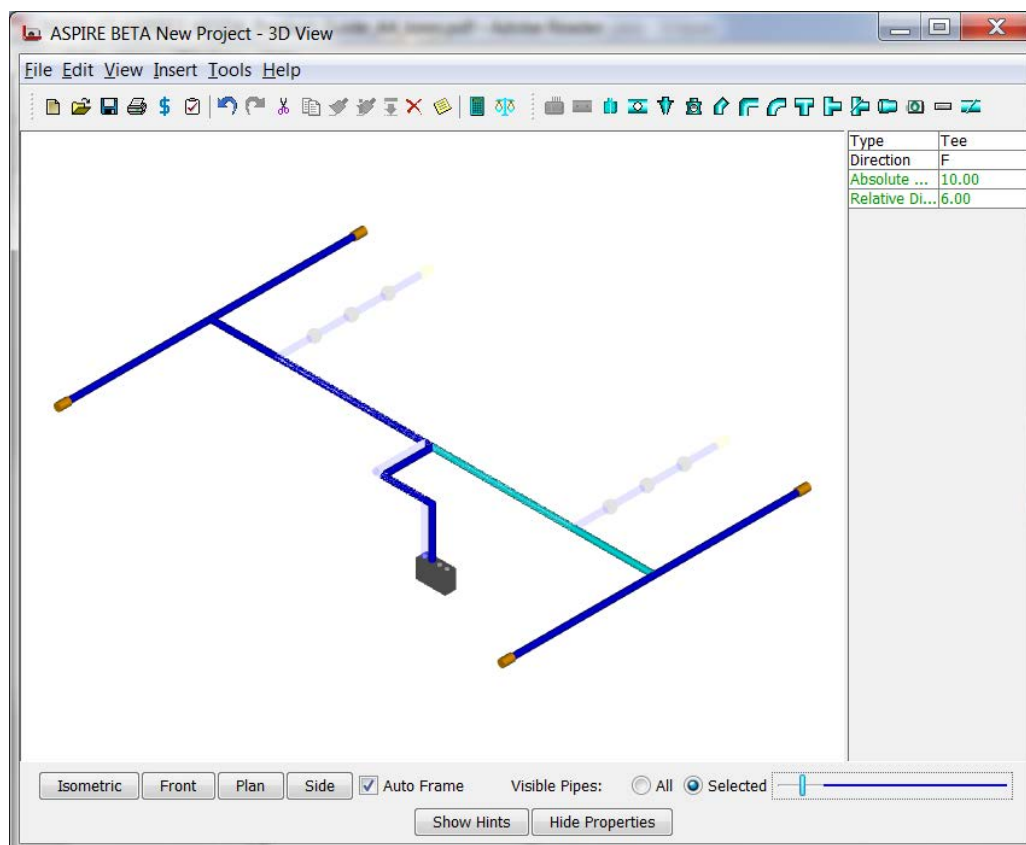 ASPIRE BETA New Project - 3D View
File Edit View Insert Tools Help
Type Tee
Direction F
Absolute ... 10.00
Relative Di... 6.00
Isometric Front Plan Side Auto Frame Visible Pipes: All Selected
Show Hints Hide Properties